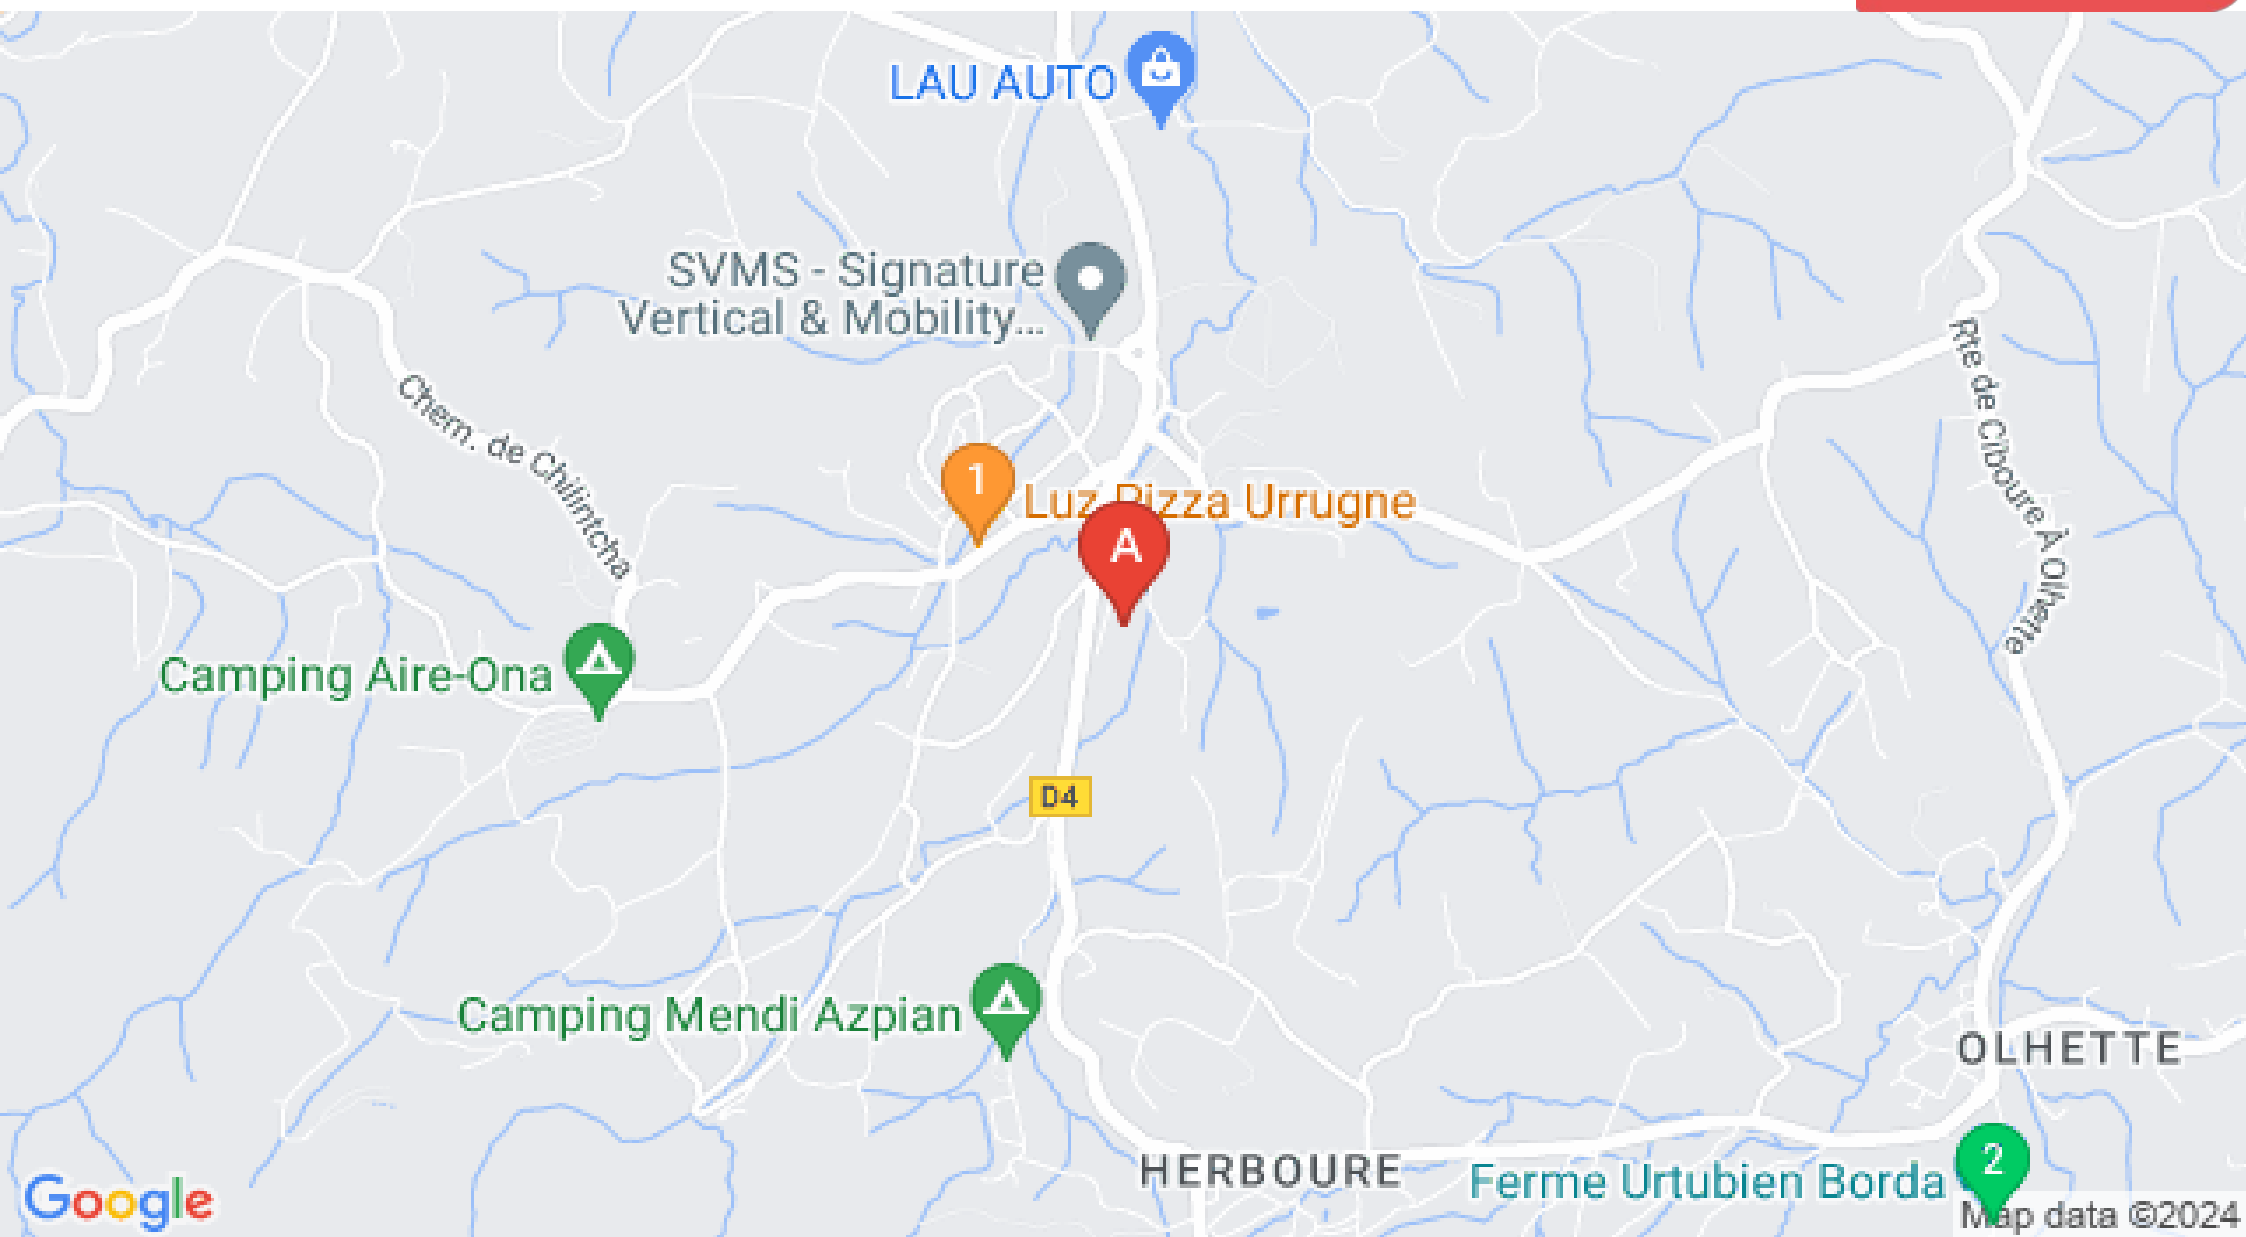 LAU AUTO
SVMS - Signature
Vertical & Mobility...
Chem. de Chilintcha
Rte de Ciboure À Olhette
1
Luz Pizza Urrugne
A
Camping Aire-Ona
D4
Camping Mendi Azpian
OLHETTE
HERBOURE
Ferme Urtubien Borda
2
Google
Map data ©2024